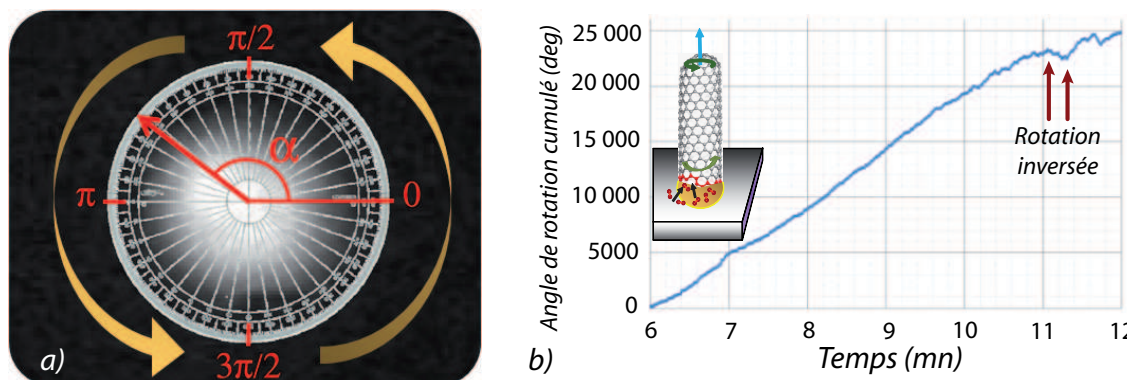 π/2
α
π
0
3π/2
a)
b)
Angle de rotation cumulé (deg)
25 000
20 000
15 000
10 000
5000
0
Rotation
inversée
6
7
8
9
10
11
12
Temps (mn)